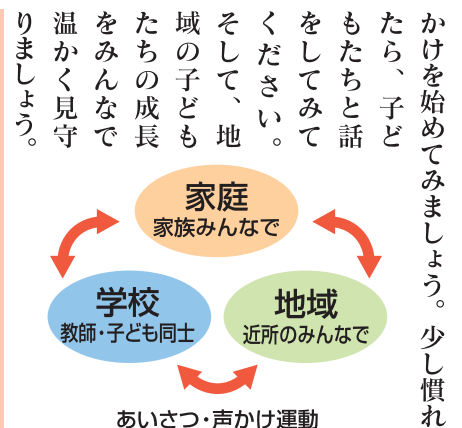 かけを始めてみましょう。少し慣れ
たら、子ど
もたちと話
をしてみて
ください。
そして、地
域の子ども
たちの成長
をみんなで
温かく見守
りましょう。
家庭
家族みんなで
学校
教師・子ども同士
地域
近所のみんなで
あいさつ・声かけ運動